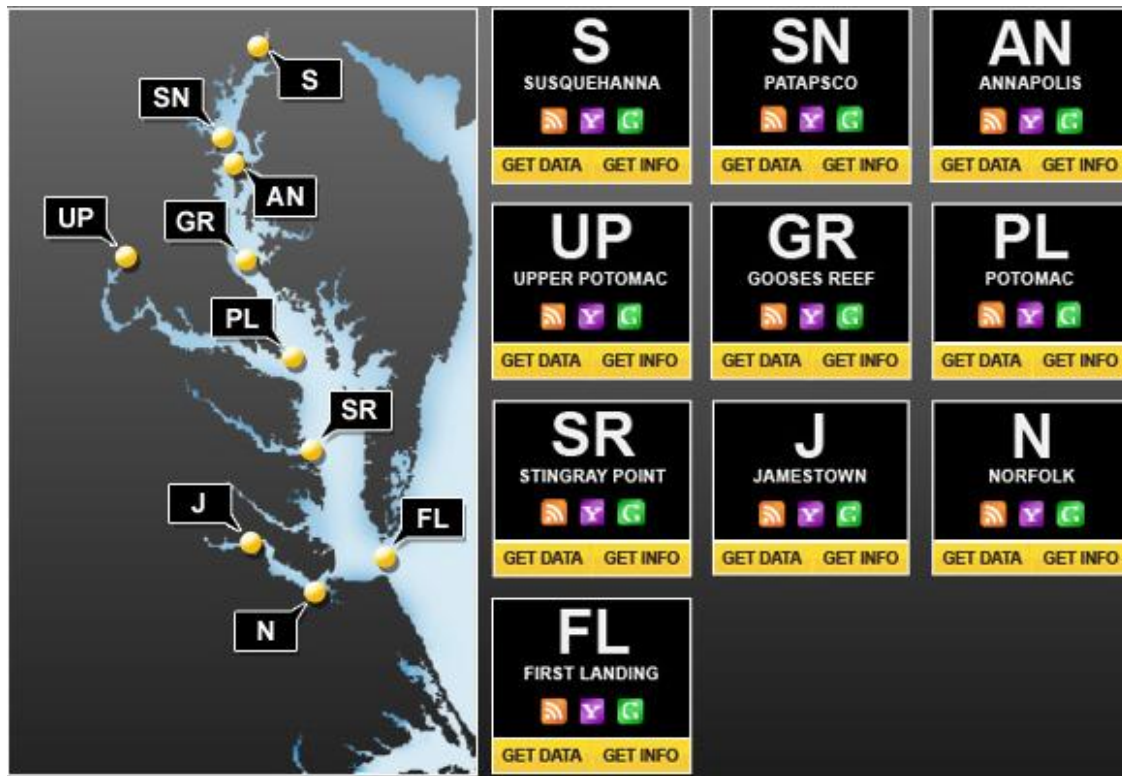 S
SN
AN
UP
GR
PL
SR
J
FL
N
S
SUSQUEHANNA
Y G
GET DATA GET INFO
SN
PATAPSCO
Y G
GET DATA GET INFO
AN
ANNAPOLIS
Y G
GET DATA GET INFO
UP
UPPER POTOMAC
Y G
GET DATA GET INFO
GR
GOOSES REEF
Y G
GET DATA GET INFO
PL
POTOMAC
Y G
GET DATA GET INFO
SR
STINGRAY POINT
Y G
GET DATA GET INFO
J
JAMESTOWN
Y G
GET DATA GET INFO
N
NORFOLK
Y G
GET DATA GET INFO
FL
FIRST LANDING
Y G
GET DATA GET INFO